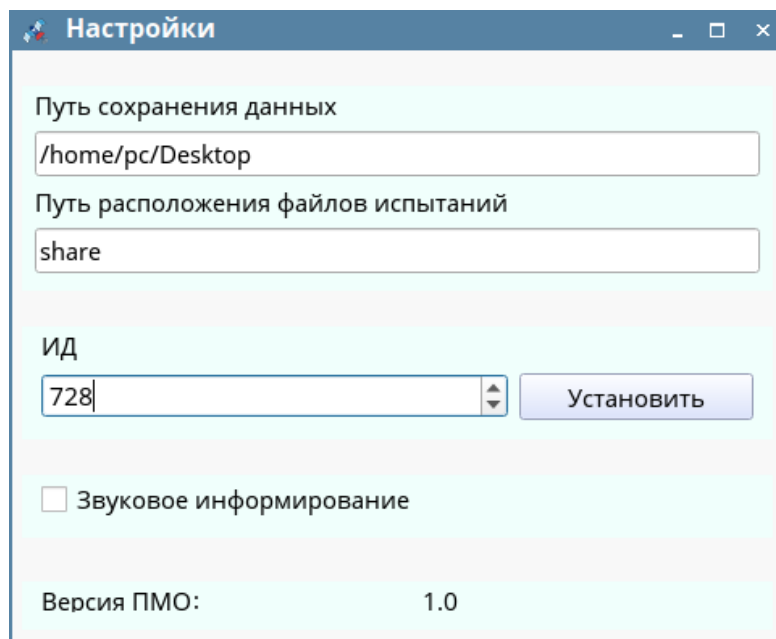 Настройки
Путь сохранения данных
/home/pc/Desktop
Путь расположения файлов испытаний
share
ИД
728
Установить
Звуковое информирование
Версия ПМО: 1.0